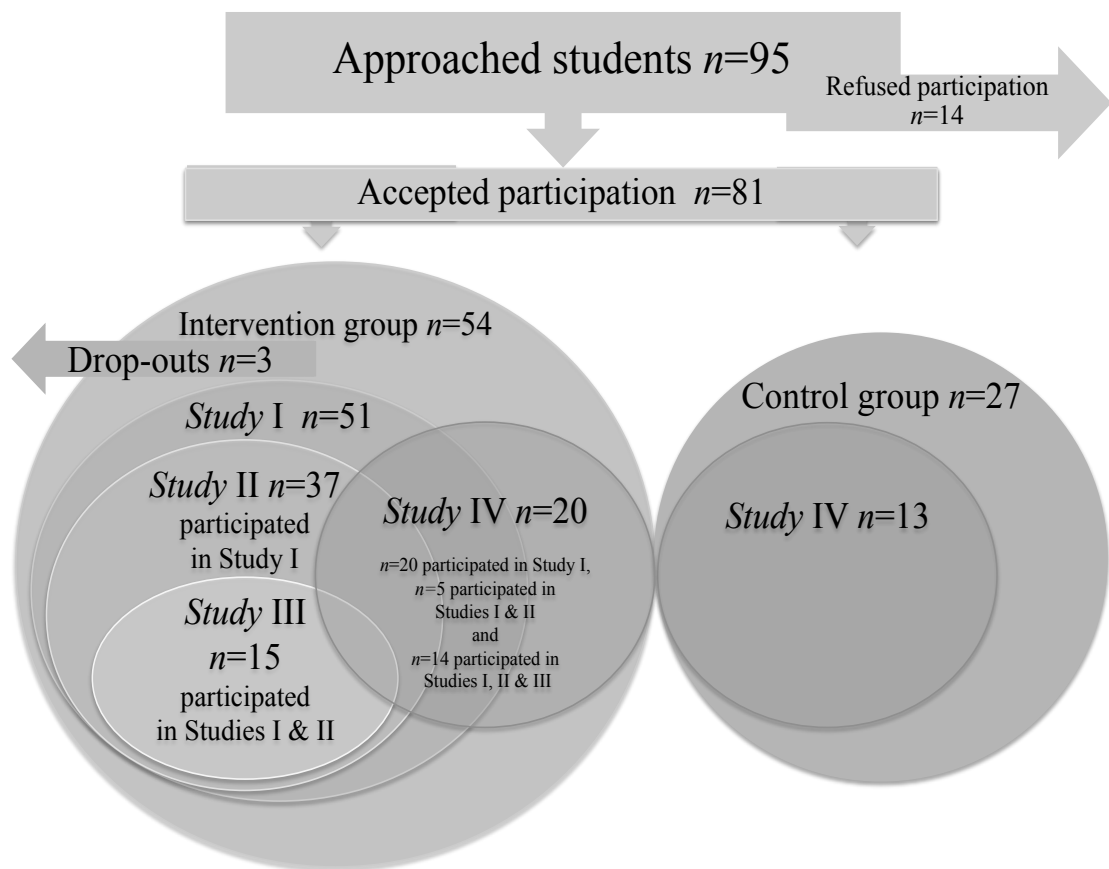 Approached students n=95
Refused participation
n=14
Accepted participation n=81
Intervention group n=54
Drop-outs n=3
Study I n=51
Study II n=37
participated
in Study I
Study III
n=15
participated
in Studies I & II
Study IV n=20
n=20 participated in Study I,
n=5 participated in
Studies I & II
and
n=14 participated in
Studies I, II & III
Control group n=27
Study IV n=13